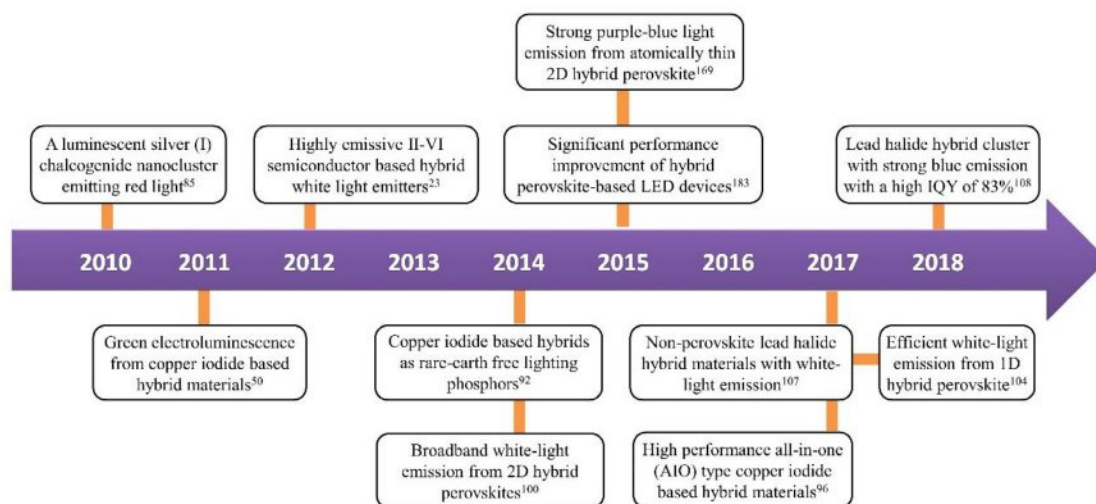 Strong purple-blue light
emission from atomically thin
2D hybrid perovskite¹⁶⁹
A luminescent silver (I)
chalcogenide nanocluster
emitting red light⁸⁵
Highly emissive II-VI
semiconductor based hybrid
white light emitters²³
Significant performance
improvement of hybrid
perovskite-based LED devices¹⁸³
Lead halide hybrid cluster
with strong blue emission
with a high IQY of 83%¹⁰⁸
2010 2011 2012 2013 2014 2015 2016 2017 2018
Green electroluminescence
from copper iodide based
hybrid materials⁵⁰
Copper iodide based hybrids
as rare-earth free lighting
phosphors⁹²
Non-perovskite lead halide
hybrid materials with white-
light emission¹⁰⁷
Efficient white-light
emission from 1D
hybrid perovskite¹⁰⁴
Broadband white-light
emission from 2D hybrid
perovskites¹⁰⁰
High performance all-in-one
(AIO) type copper iodide
based hybrid materials⁹⁶